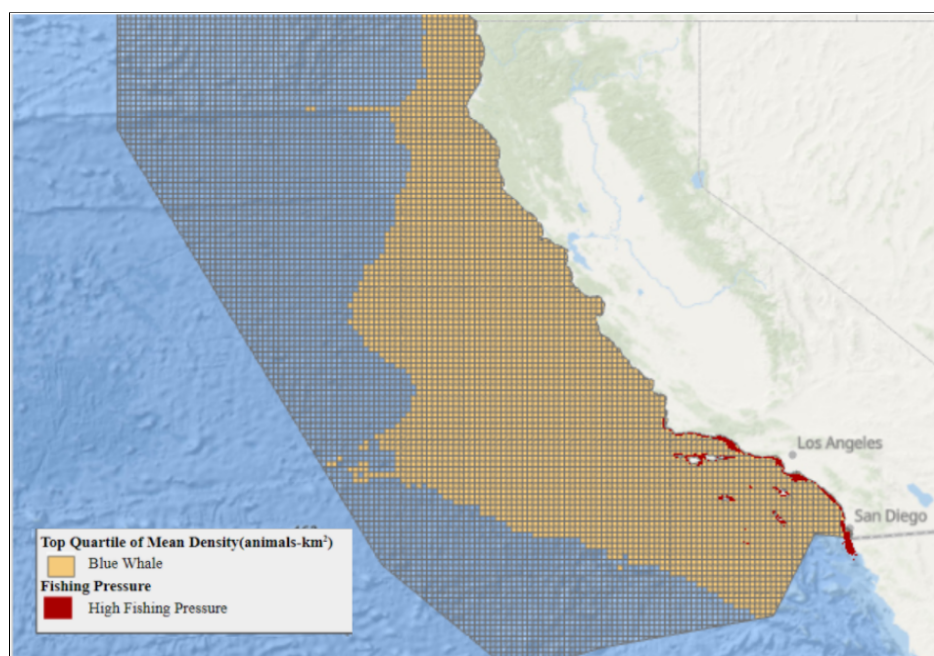 Los Angeles
San Diego
Top Quartile of Mean Density(animals-km²)
Blue Whale
Fishing Pressure
High Fishing Pressure